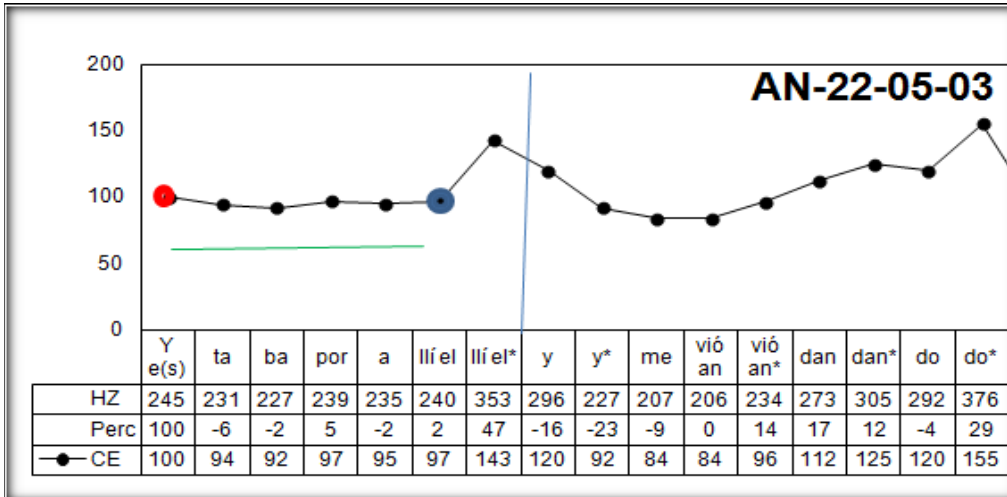 200
AN-22-05-03
150
100
50
0
Y e(s) ta ba por a llí el llí el* y y* me vió an vió an* dan dan* do do*
HZ 245 231 227 239 235 240 353 296 227 207 206 234 273 305 292 376
Perc 100 -6 -2 5 -2 2 47 -16 -23 -9 0 14 17 12 -4 29
CE 100 94 92 97 95 97 143 120 92 84 84 96 112 125 120 155